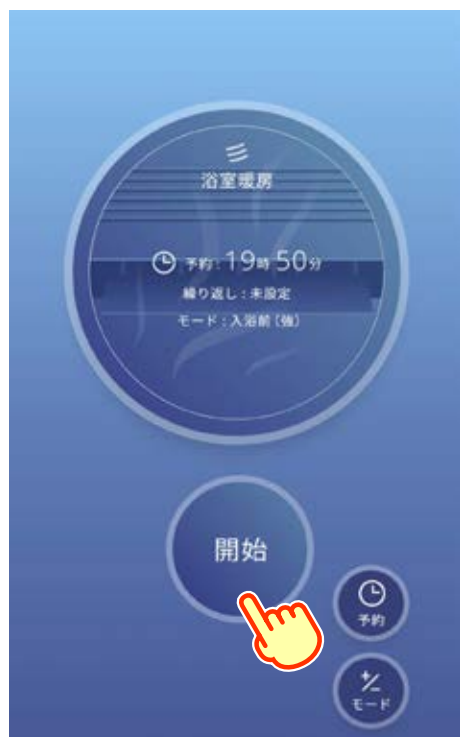 浴室暖房
予約:19時50分
繰り返し:未設定
モード:入浴前(強)
開始
予約
モード